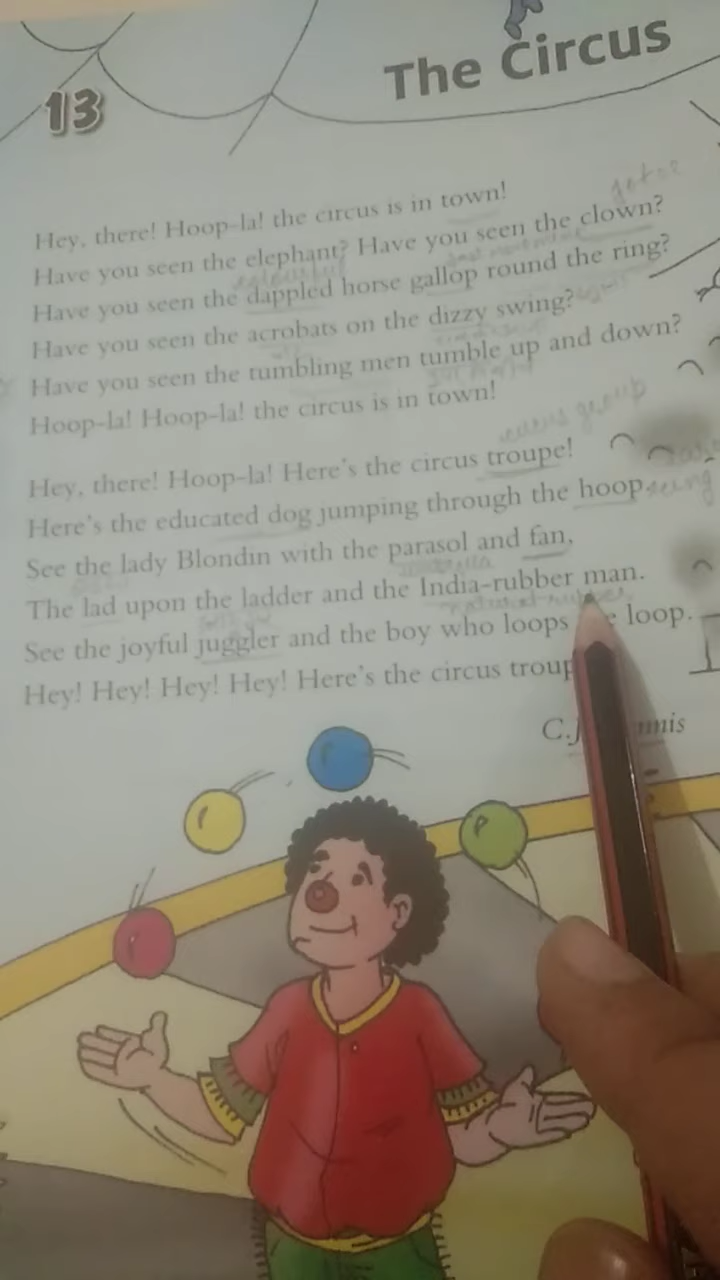 The Circus
13
Hey, there! Hoop-la! the circus is in town!
Have you seen the elephant? Have you seen the clown?
Have you seen the dappled horse gallop round the ring?
Have you seen the acrobats on the dizzy swing?
Have you seen the tumbling men tumble up and down?
Hoop-la! Hoop-la! the circus is in town!
circus group
Hey, there! Hoop-la! Here's the circus troupe!
Here's the educated dog jumping through the hoop
See the lady Blondin with the parasol and fan,
The lad upon the ladder and the India-rubber man.
natural rubber
See the joyful juggler and the boy who loops loop.
Hey! Hey! Hey! Hey! Here's the circus